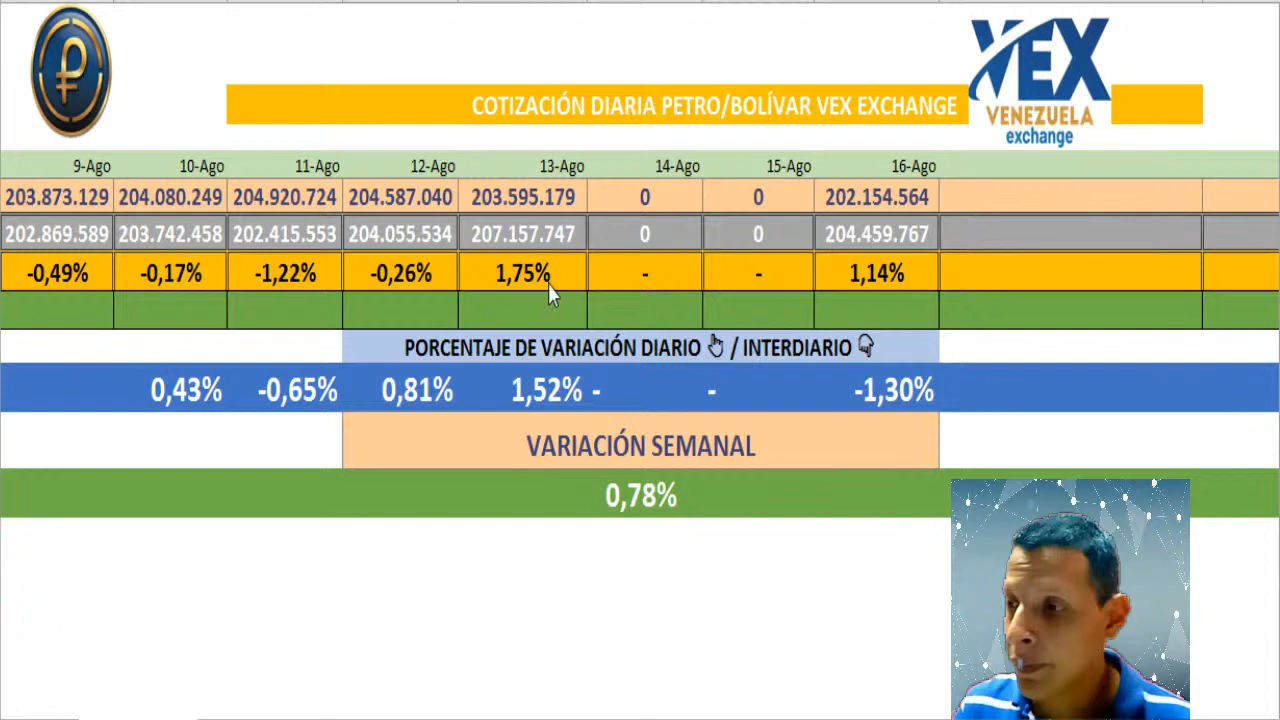 VEX
VENEZUELA
exchange
COTIZACIÓN DIARIA PETRO/BOLÍVAR VEX EXCHANGE
9-Ago 10-Ago 11-Ago 12-Ago 13-Ago 14-Ago 15-Ago 16-Ago
203.873.129 204.080.249 204.920.724 204.587.040 203.595.179 0 0 202.154.564
202.869.589 203.742.458 202.415.553 204.055.534 207.157.747 0 0 204.459.767
-0,49% -0,17% -1,22% -0,26% 1,75% - - 1,14%
PORCENTAJE DE VARIACIÓN DIARIO / INTERDIARIO
0,43% -0,65% 0,81% 1,52% - - -1,30%
VARIACIÓN SEMANAL
0,78%